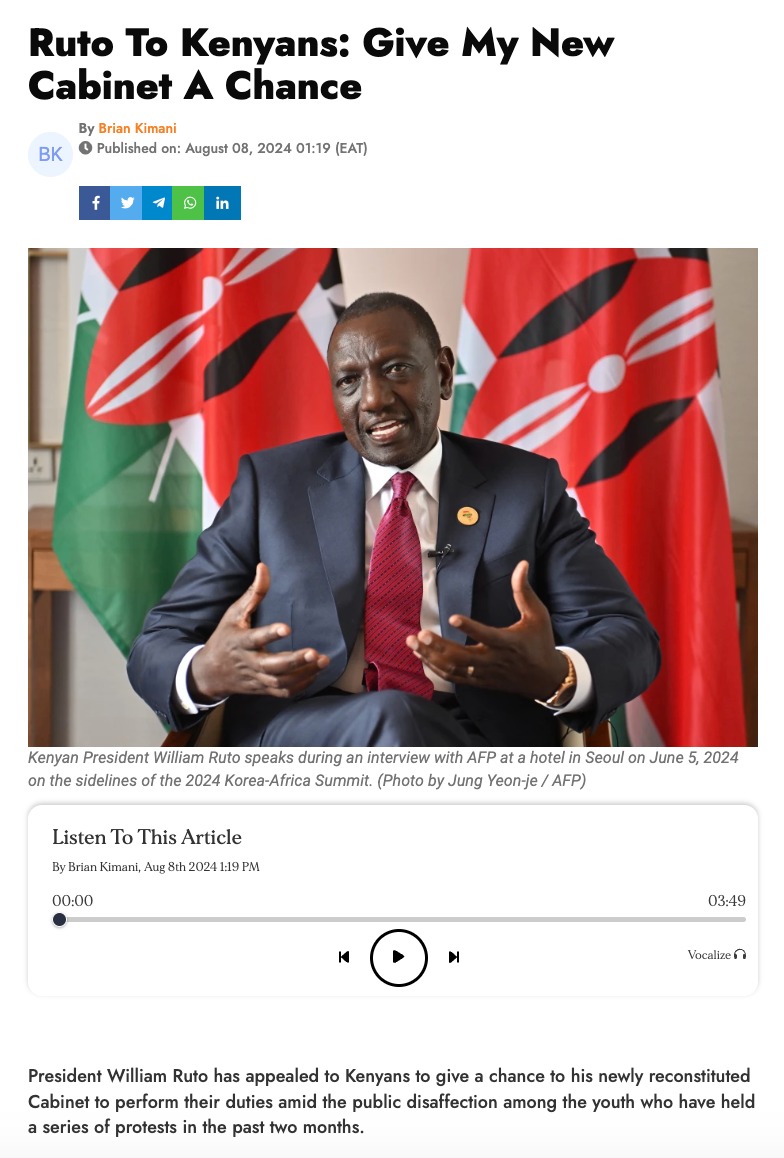 Ruto To Kenyans: Give My New
Cabinet A Chance
BK
By Brian Kimani
Published on: August 08, 2024 01:19 (EAT)
Kenyan President William Ruto speaks during an interview with AFP at a hotel in Seoul on June 5, 2024
on the sidelines of the 2024 Korea-Africa Summit. (Photo by Jung Yeon-je / AFP)
Listen To This Article
By Brian Kimani, Aug 8th 2024 1:19 PM
00:00 03:49
Vocalize
President William Ruto has appealed to Kenyans to give a chance to his newly reconstituted
Cabinet to perform their duties amid the public disaffection among the youth who have held
a series of protests in the past two months.